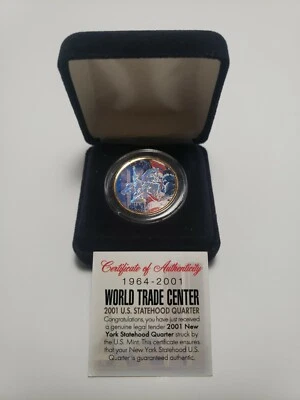 Certificate of Authenticity
1964-2001
WORLD TRADE CENTER
2001 U.S. STATEHOOD QUARTER
Congratulations, you have just received
a genuine legal tender 2001 New
York Statehood Quarter struck by
the U.S. Mint. This certificate ensures
that your New York Statehood U.S.
Quarter is guaranteed authentic.